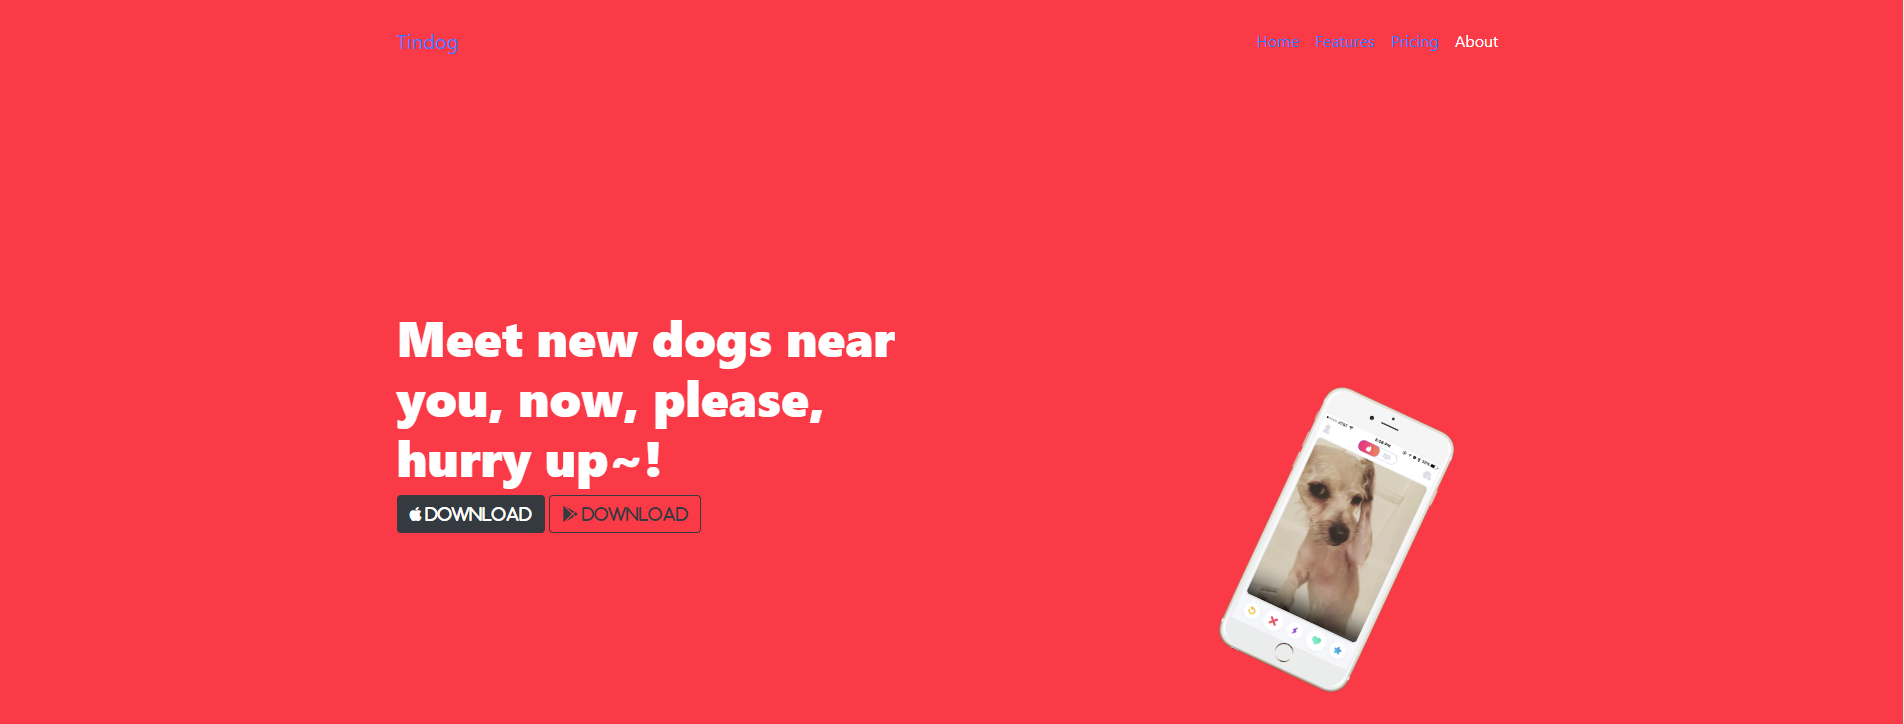 Tindog
Home Features Pricing About
Meet new dogs near
you, now, please,
hurry up~!
DOWNLOAD DOWNLOAD